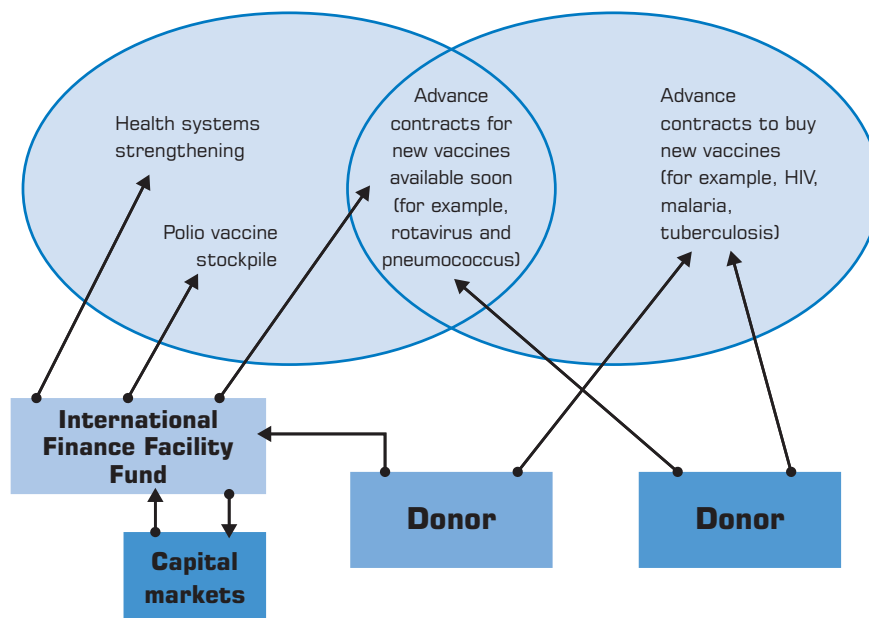 Health systems
strengthening
Polio vaccine
stockpile
Advance
contracts for
new vaccines
available soon
(for example,
rotavirus and
pneumococcus)
Advance
contracts to buy
new vaccines
(for example, HIV,
malaria,
tuberculosis)
International
Finance Facility
Fund
Donor
Donor
Capital
markets